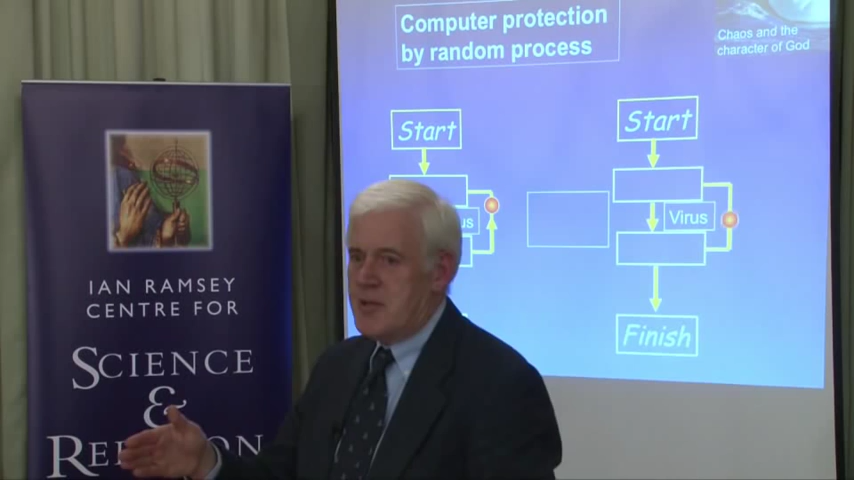 IAN RAMSEY
CENTRE FOR
SCIENCE
&
Computer protection
by random process
Chaos and the
character of God
Start
Start
Virus
Finish